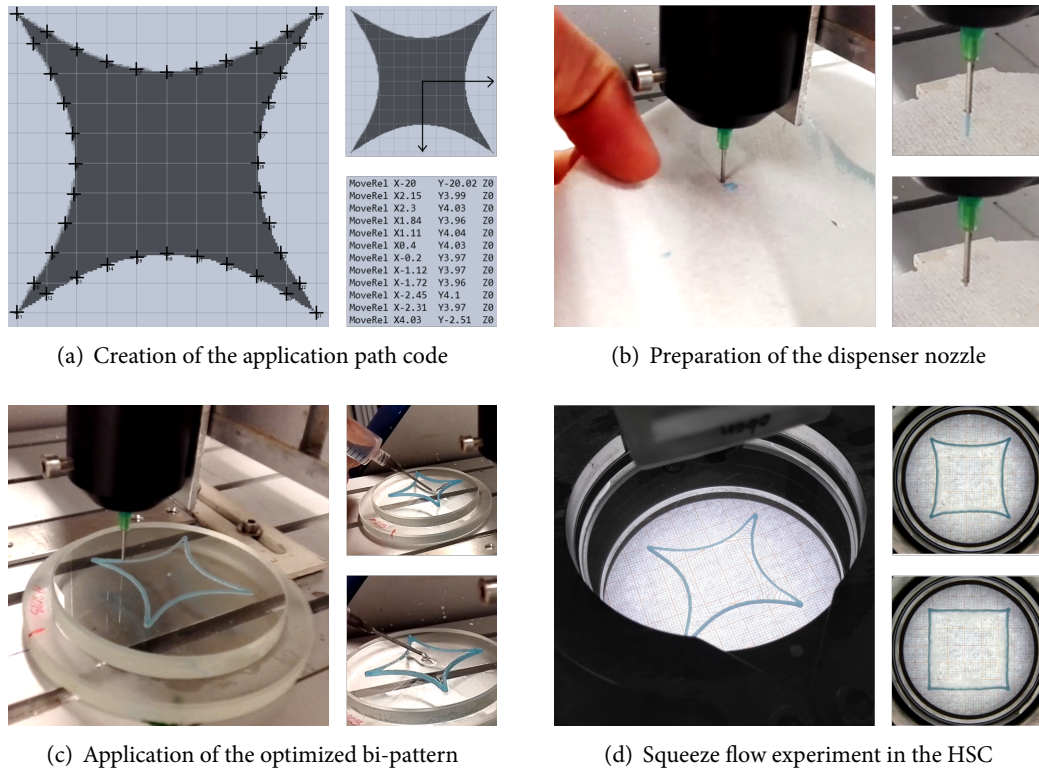 MoveRel X-20 Y-20.02 Z0
MoveRel X2.15 Y3.99 Z0
MoveRel X2.3 Y4.03 Z0
MoveRel X1.84 Y3.96 Z0
MoveRel X1.11 Y4.04 Z0
MoveRel X0.4 Y4.03 Z0
MoveRel X-0.2 Y3.97 Z0
MoveRel X-1.12 Y3.97 Z0
MoveRel X-1.72 Y3.96 Z0
MoveRel X-2.45 Y4.1 Z0
MoveRel X-2.31 Y3.97 Z0
MoveRel X4.03 Y-2.51 Z0
(a) Creation of the application path code
(b) Preparation of the dispenser nozzle
oben
(c) Application of the optimized bi-pattern
(d) Squeeze flow experiment in the HSC